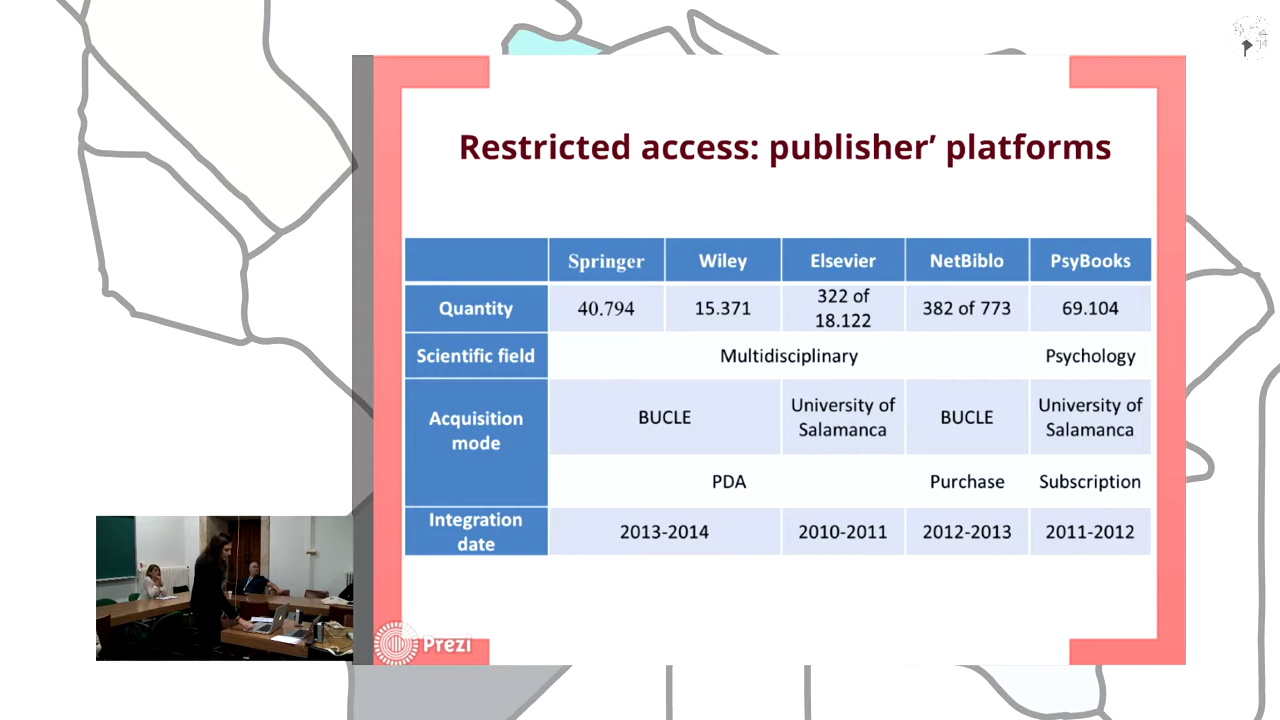 Restricted access: publisher’ platforms
Springer Wiley Elsevier NetBiblo PsyBooks
Quantity 40.794 15.371 322 of 18.122 382 of 773 69.104
Scientific field Multidisciplinary Psychology
Acquisition mode BUCLE University of Salamanca BUCLE University of Salamanca
PDA Purchase Subscription
Integration date 2013-2014 2010-2011 2012-2013 2011-2012
Prezi